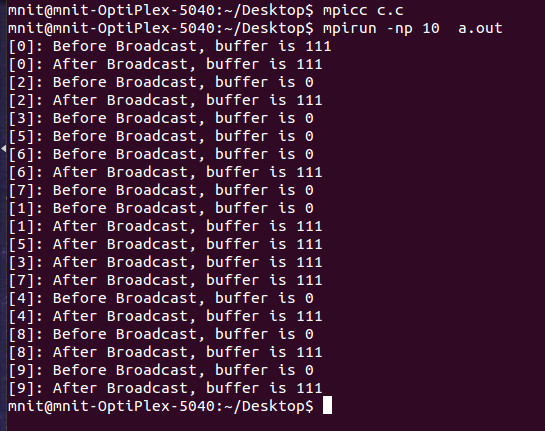 mnit@mnit-OptiPlex-5040:~/Desktop$ mpicc c.c
mnit@mnit-OptiPlex-5040:~/Desktop$ mpirun -np 10  a.out
[0]: Before Broadcast, buffer is 111
[0]: After Broadcast, buffer is 111
[2]: Before Broadcast, buffer is 0
[2]: After Broadcast, buffer is 111
[3]: Before Broadcast, buffer is 0
[5]: Before Broadcast, buffer is 0
[6]: Before Broadcast, buffer is 0
[6]: After Broadcast, buffer is 111
[7]: Before Broadcast, buffer is 0
[1]: Before Broadcast, buffer is 0
[1]: After Broadcast, buffer is 111
[5]: After Broadcast, buffer is 111
[3]: After Broadcast, buffer is 111
[7]: After Broadcast, buffer is 111
[4]: Before Broadcast, buffer is 0
[4]: After Broadcast, buffer is 111
[8]: Before Broadcast, buffer is 0
[8]: After Broadcast, buffer is 111
[9]: Before Broadcast, buffer is 0
[9]: After Broadcast, buffer is 111
mnit@mnit-OptiPlex-5040:~/Desktop$